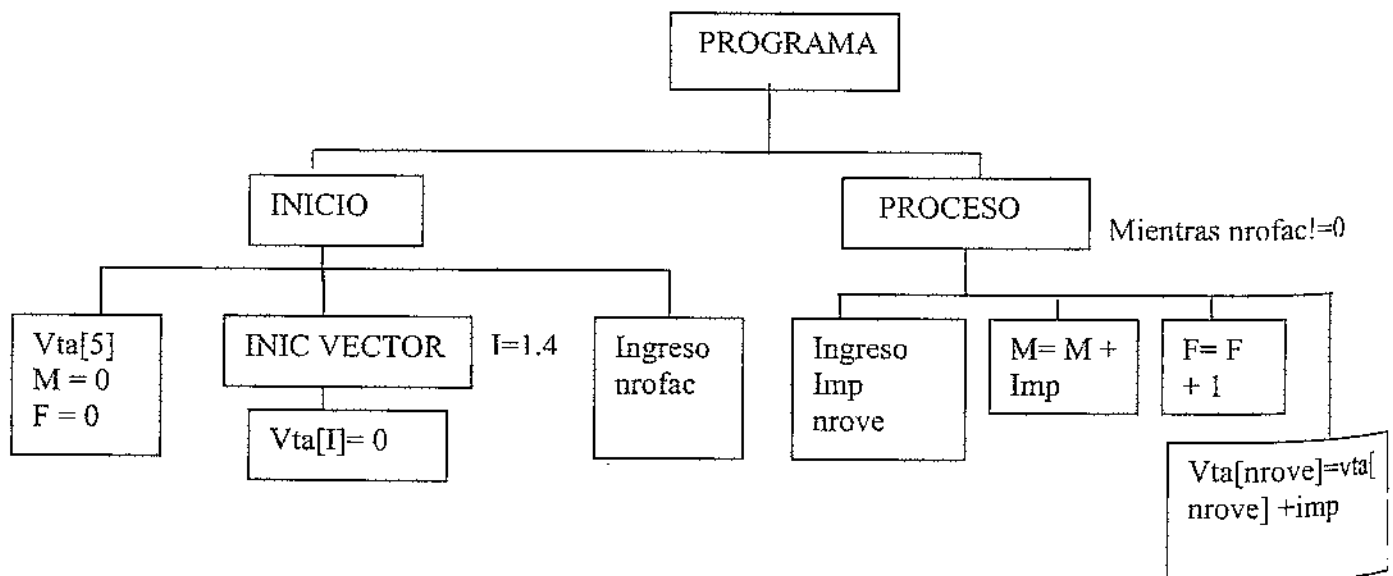 PROGRAMA
INICIO
PROCESO
Mientras nrofac!=0
Vta[5]
M = 0
F = 0
INIC VECTOR
I=1.4
Vta[I]= 0
Ingreso
nrofac
Ingreso
Imp
nrove
M= M +
Imp
F= F
+ 1
Vta[nrove]=vta[
nrove] +imp